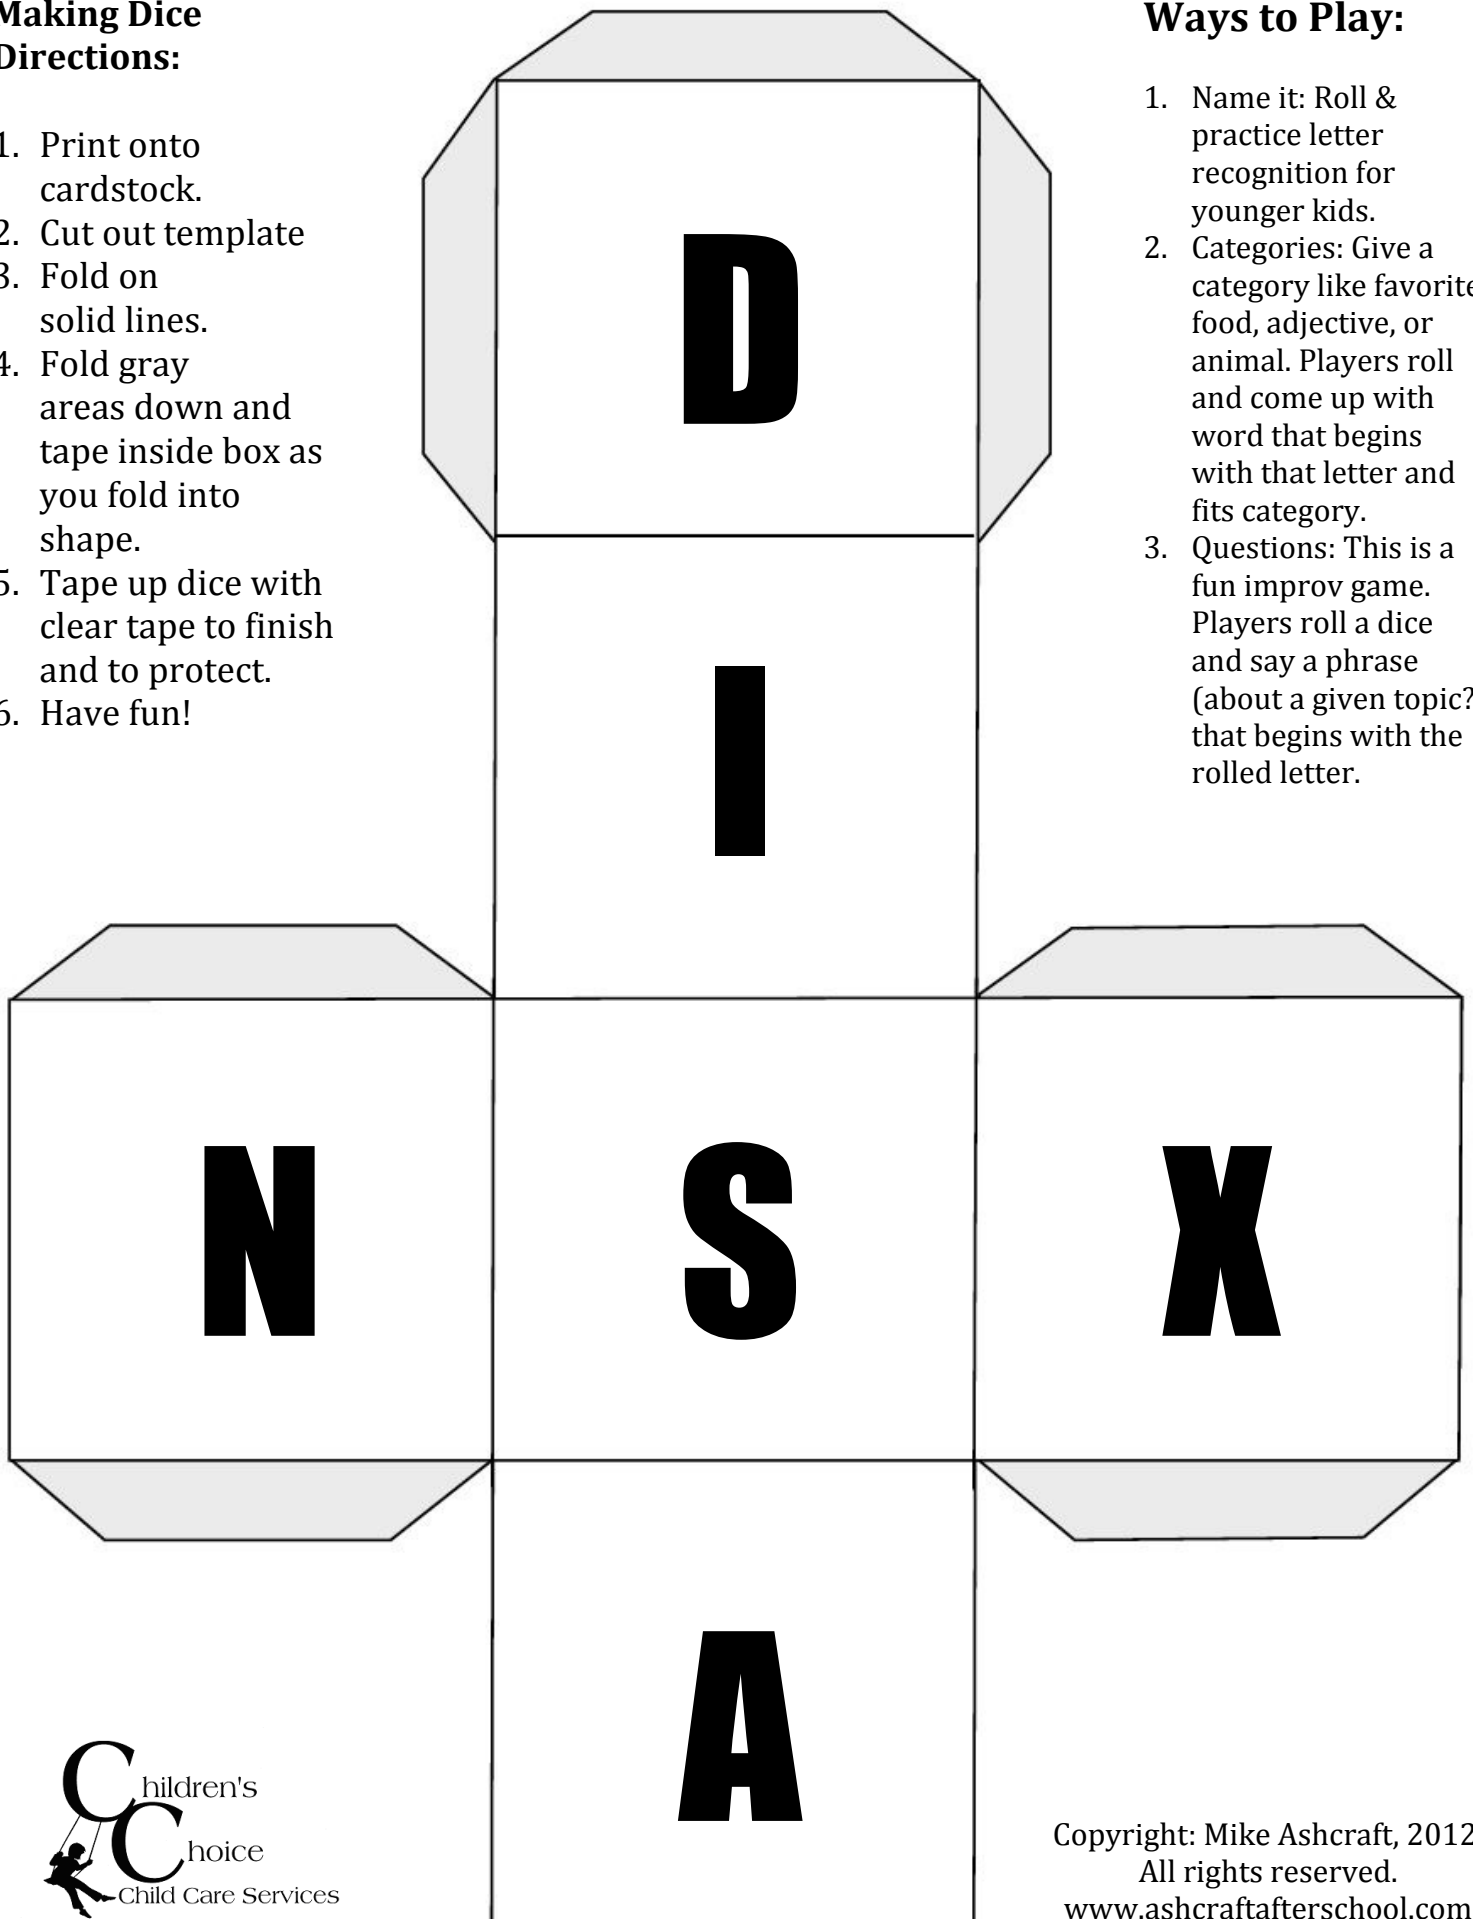 Making Dice
Directions:
1. Print onto
cardstock.
2. Cut out template
3. Fold on
solid lines.
4. Fold gray
areas down and
tape inside box as
you fold into
shape.
5. Tape up dice with
clear tape to finish
and to protect.
6. Have fun!
Ways to Play:
1. Name it: Roll &
practice letter
recognition for
younger kids.
2. Categories: Give a
category like favorite
food, adjective, or
animal. Players roll
and come up with
word that begins
with that letter and
fits category.
3. Questions: This is a
fun improv game.
Players roll a dice
and say a phrase
(about a given topic?
that begins with the
rolled letter.
D
I
N S X
A
Children's
Choice
Child Care Services
Copyright: Mike Ashcraft, 2012
All rights reserved.
www.ashcraftafterschool.com